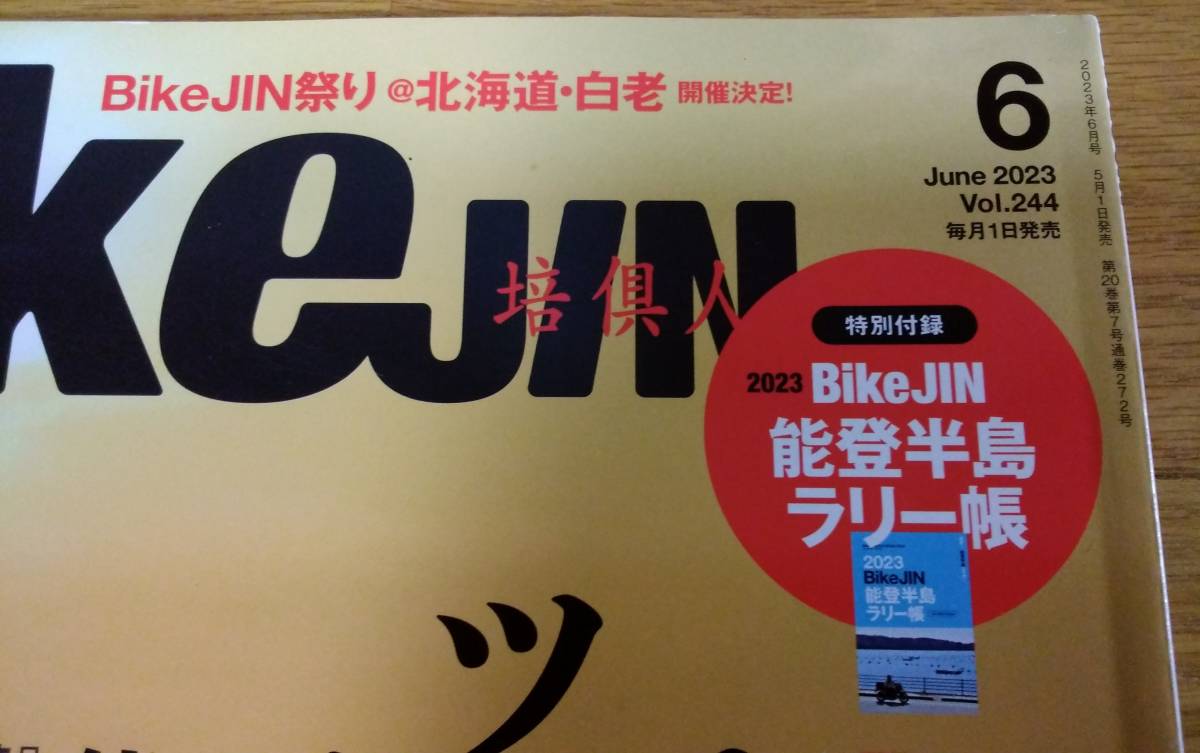 BikeJIN祭り@北海道・白老 開催決定!
keJIN
培倶人
6
June 2023
Vol.244
毎月1日発売
2023年6月号 5月1日発売 第20巻第7号通巻272号
特別付録
2023 BikeJIN
能登半島
ラリー帳
2023
BikeJIN
能登半島
ラリー帳
ツ